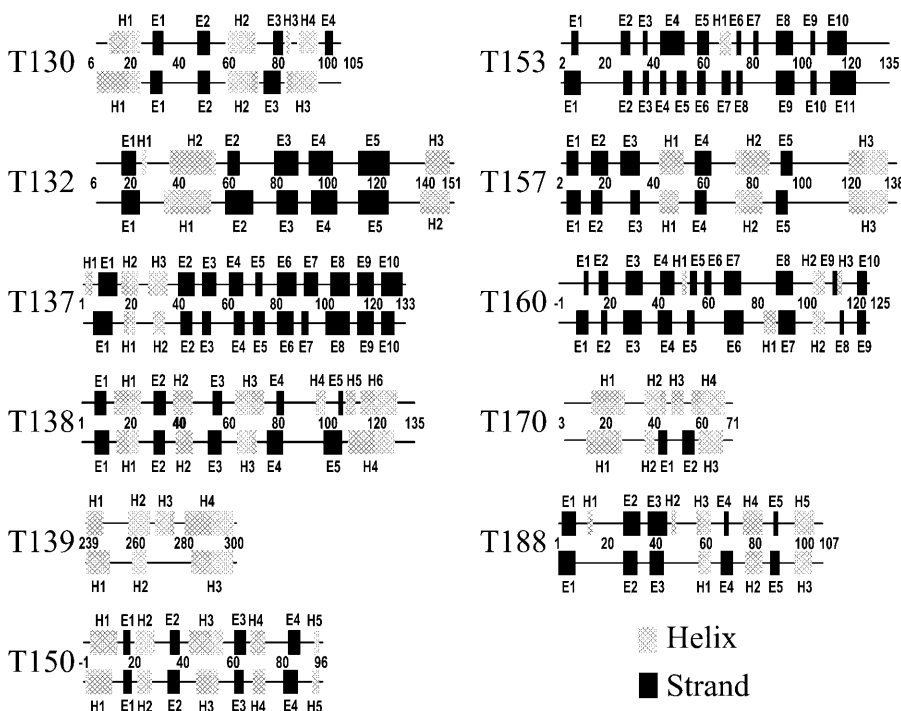 T130
H1 E1 E2 H2 E3 H3 H4 E4
6 20 40 60 80 100 105
H1 E1 E2 H2 E3 H3
T132
E1 H1 H2 E2 E3 E4 E5 H3
6 20 40 60 80 100 120 140 151
E1 H1 E2 E3 E4 E5 H2
T137
H1 E1 H2 H3 E2 E3 E4 E5 E6 E7 E8 E9 E10
1 20 40 60 80 100 120 133
E1 H1 H2 E2 E3 E4 E5 E6 E7 E8 E9 E10
T138
E1 H1 E2 H2 E3 H3 E4 H4 E5 H5 H6
1 20 40 60 80 100 120 135
E1 H1 E2 H2 E3 H3 E4 E5 H4
T139
H1 H2 H3 H4
239 260 280 300
H1 H2 H3
T150
H1 E1 H2 E2 H3 E3 H4 E4 H5
-1 20 40 60 80 96
H1 E1 H2 E2 H3 E3 H4 E4 H5
T153
E1 E2 E3 E4 E5 H1 E6 E7 E8 E9 E10
2 20 40 60 80 100 120 135
E1 E2 E3 E4 E5 E6 E7 E8 E9 E10 E11
T157
E1 E2 E3 H1 E4 H2 E5 H3
2 20 40 60 80 100 120 138
E1 E2 E3 H1 E4 H2 E5 H3
T160
E1 E2 E3 E4 H1 E5 E6 E7 E8 H2 E9 H3 E10
-1 20 40 60 80 100 122 125
E1 E2 E3 E4 E5 E6 H1 E7 H2 E8 E9
T170
H1 H2 H3 H4
3 20 40 60 71
H1 H2 E1 E2 H3
T188
E1 H1 E2 E3 H2 H3 E4 H4 E5 H5
1 20 40 60 80 100 107
E1 E2 E3 H1 E4 H2 E5 H3
Helix
Strand